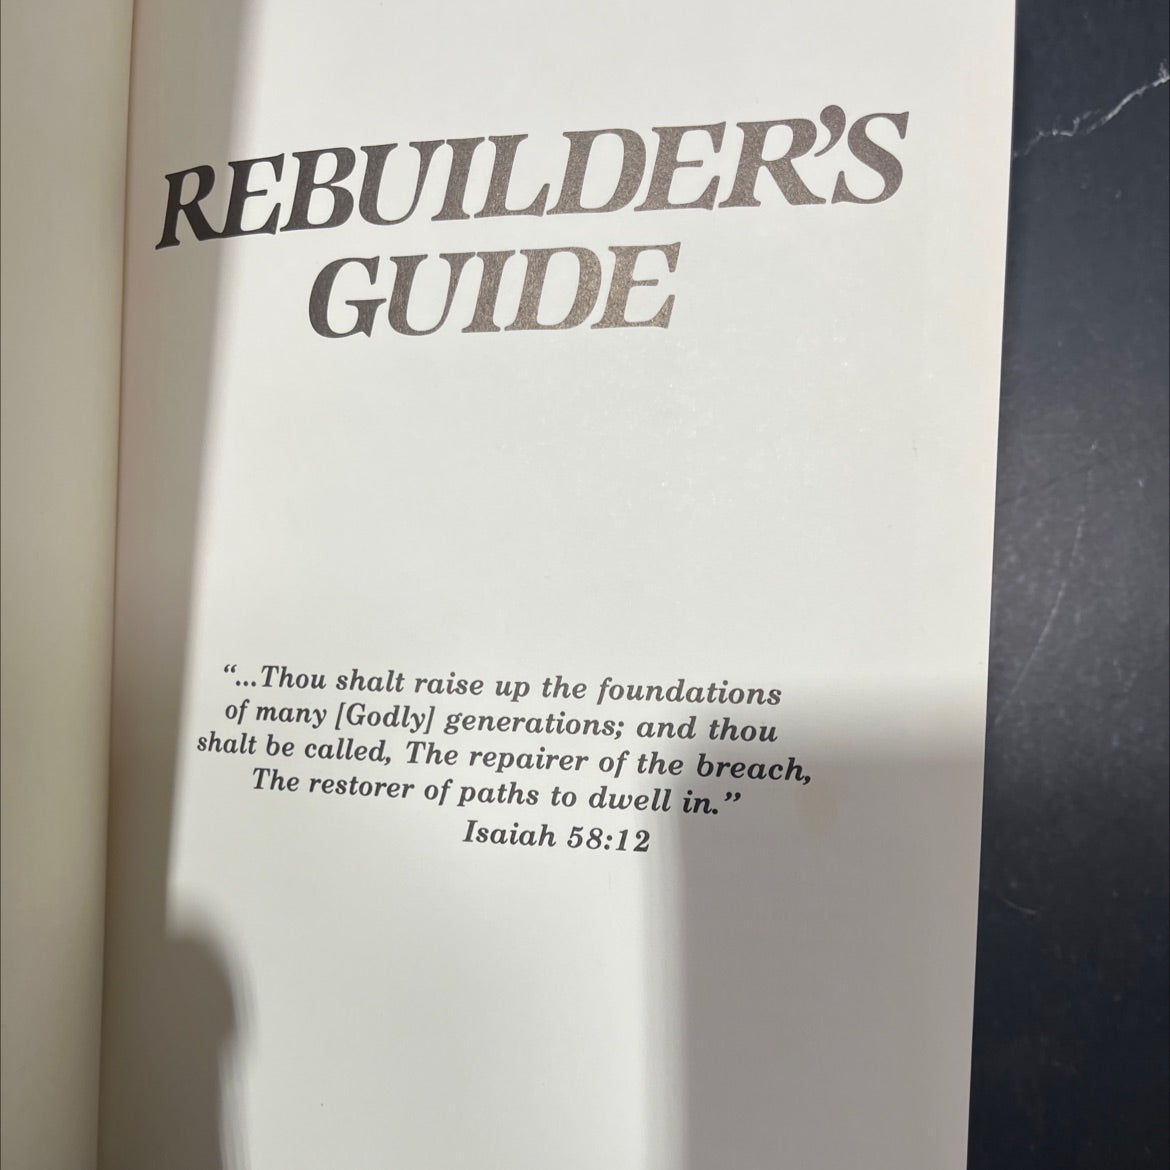 REBUILDER'S
GUIDE
“...Thou shalt raise up the foundations
of many [Godly] generations; and thou
shalt be called, The repairer of the breach,
The restorer of paths to dwell in.”
Isaiah 58:12